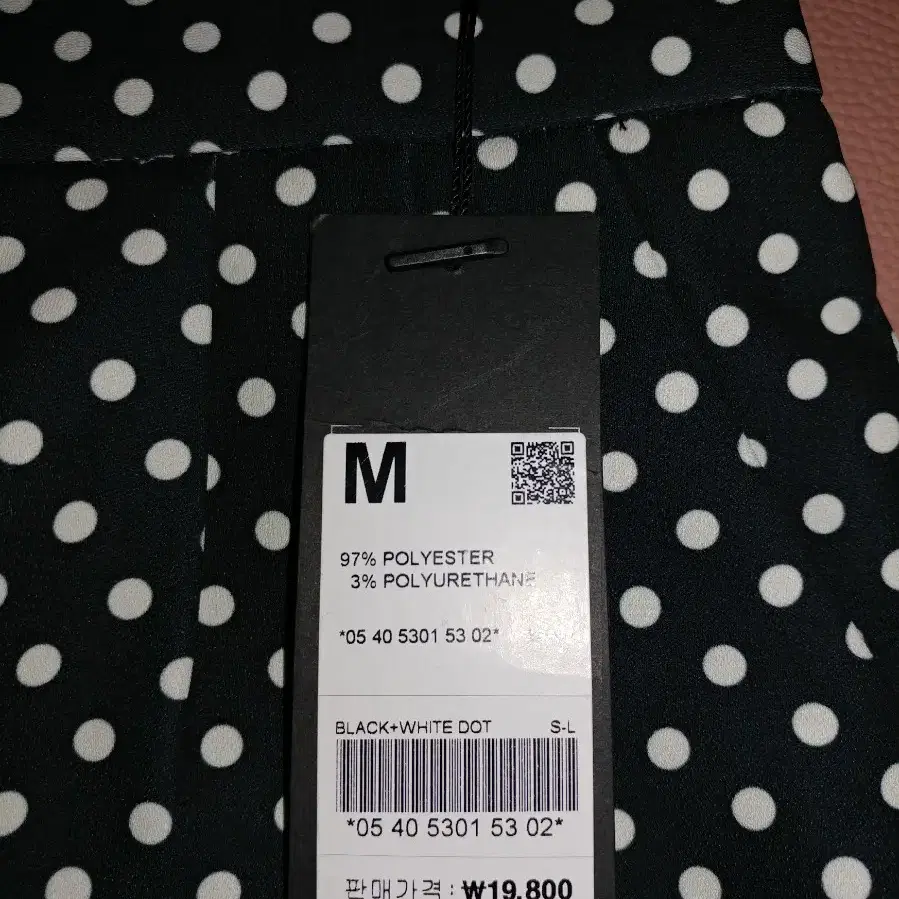 M
97% POLYESTER
3% POLYURETHANE
*05 40 5301 53 02*
BLACK+WHITE DOT S-L
*05 40 5301 53 02*
판매가격 : ₩19,800